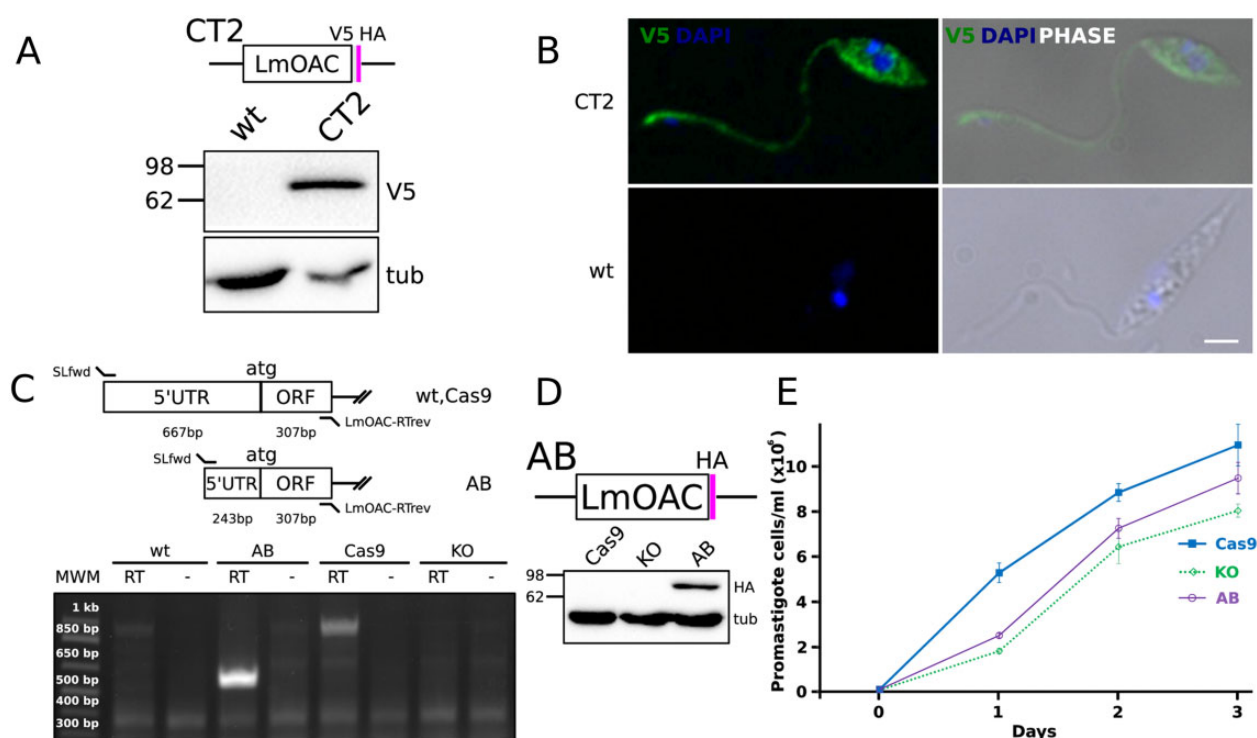 A
CT2
V5 HA
LmOAC
wt
CT2
98
62
V5
tub
B
V5 DAPI
V5 DAPI PHASE
CT2
wt
C
SLfwd
atg
5'UTR
ORF
wt,Cas9
LmOAC-RTrev
667bp
307bp
SLfwd
atg
5'UTR
ORF
AB
LmOAC-RTrev
243bp
307bp
wt
AB
Cas9
KO
MWM
RT
-
RT
-
RT
-
RT
-
1 kb
850 bp
650 bp
500 bp
400 bp
300 bp
D
AB
HA
LmOAC
Cas9
KO
AB
98
62
HA
tub
E
Promastigote cells/ml (x10⁶)
10
8
6
4
2
0
0
1
2
3
Days
Cas9
KO
AB